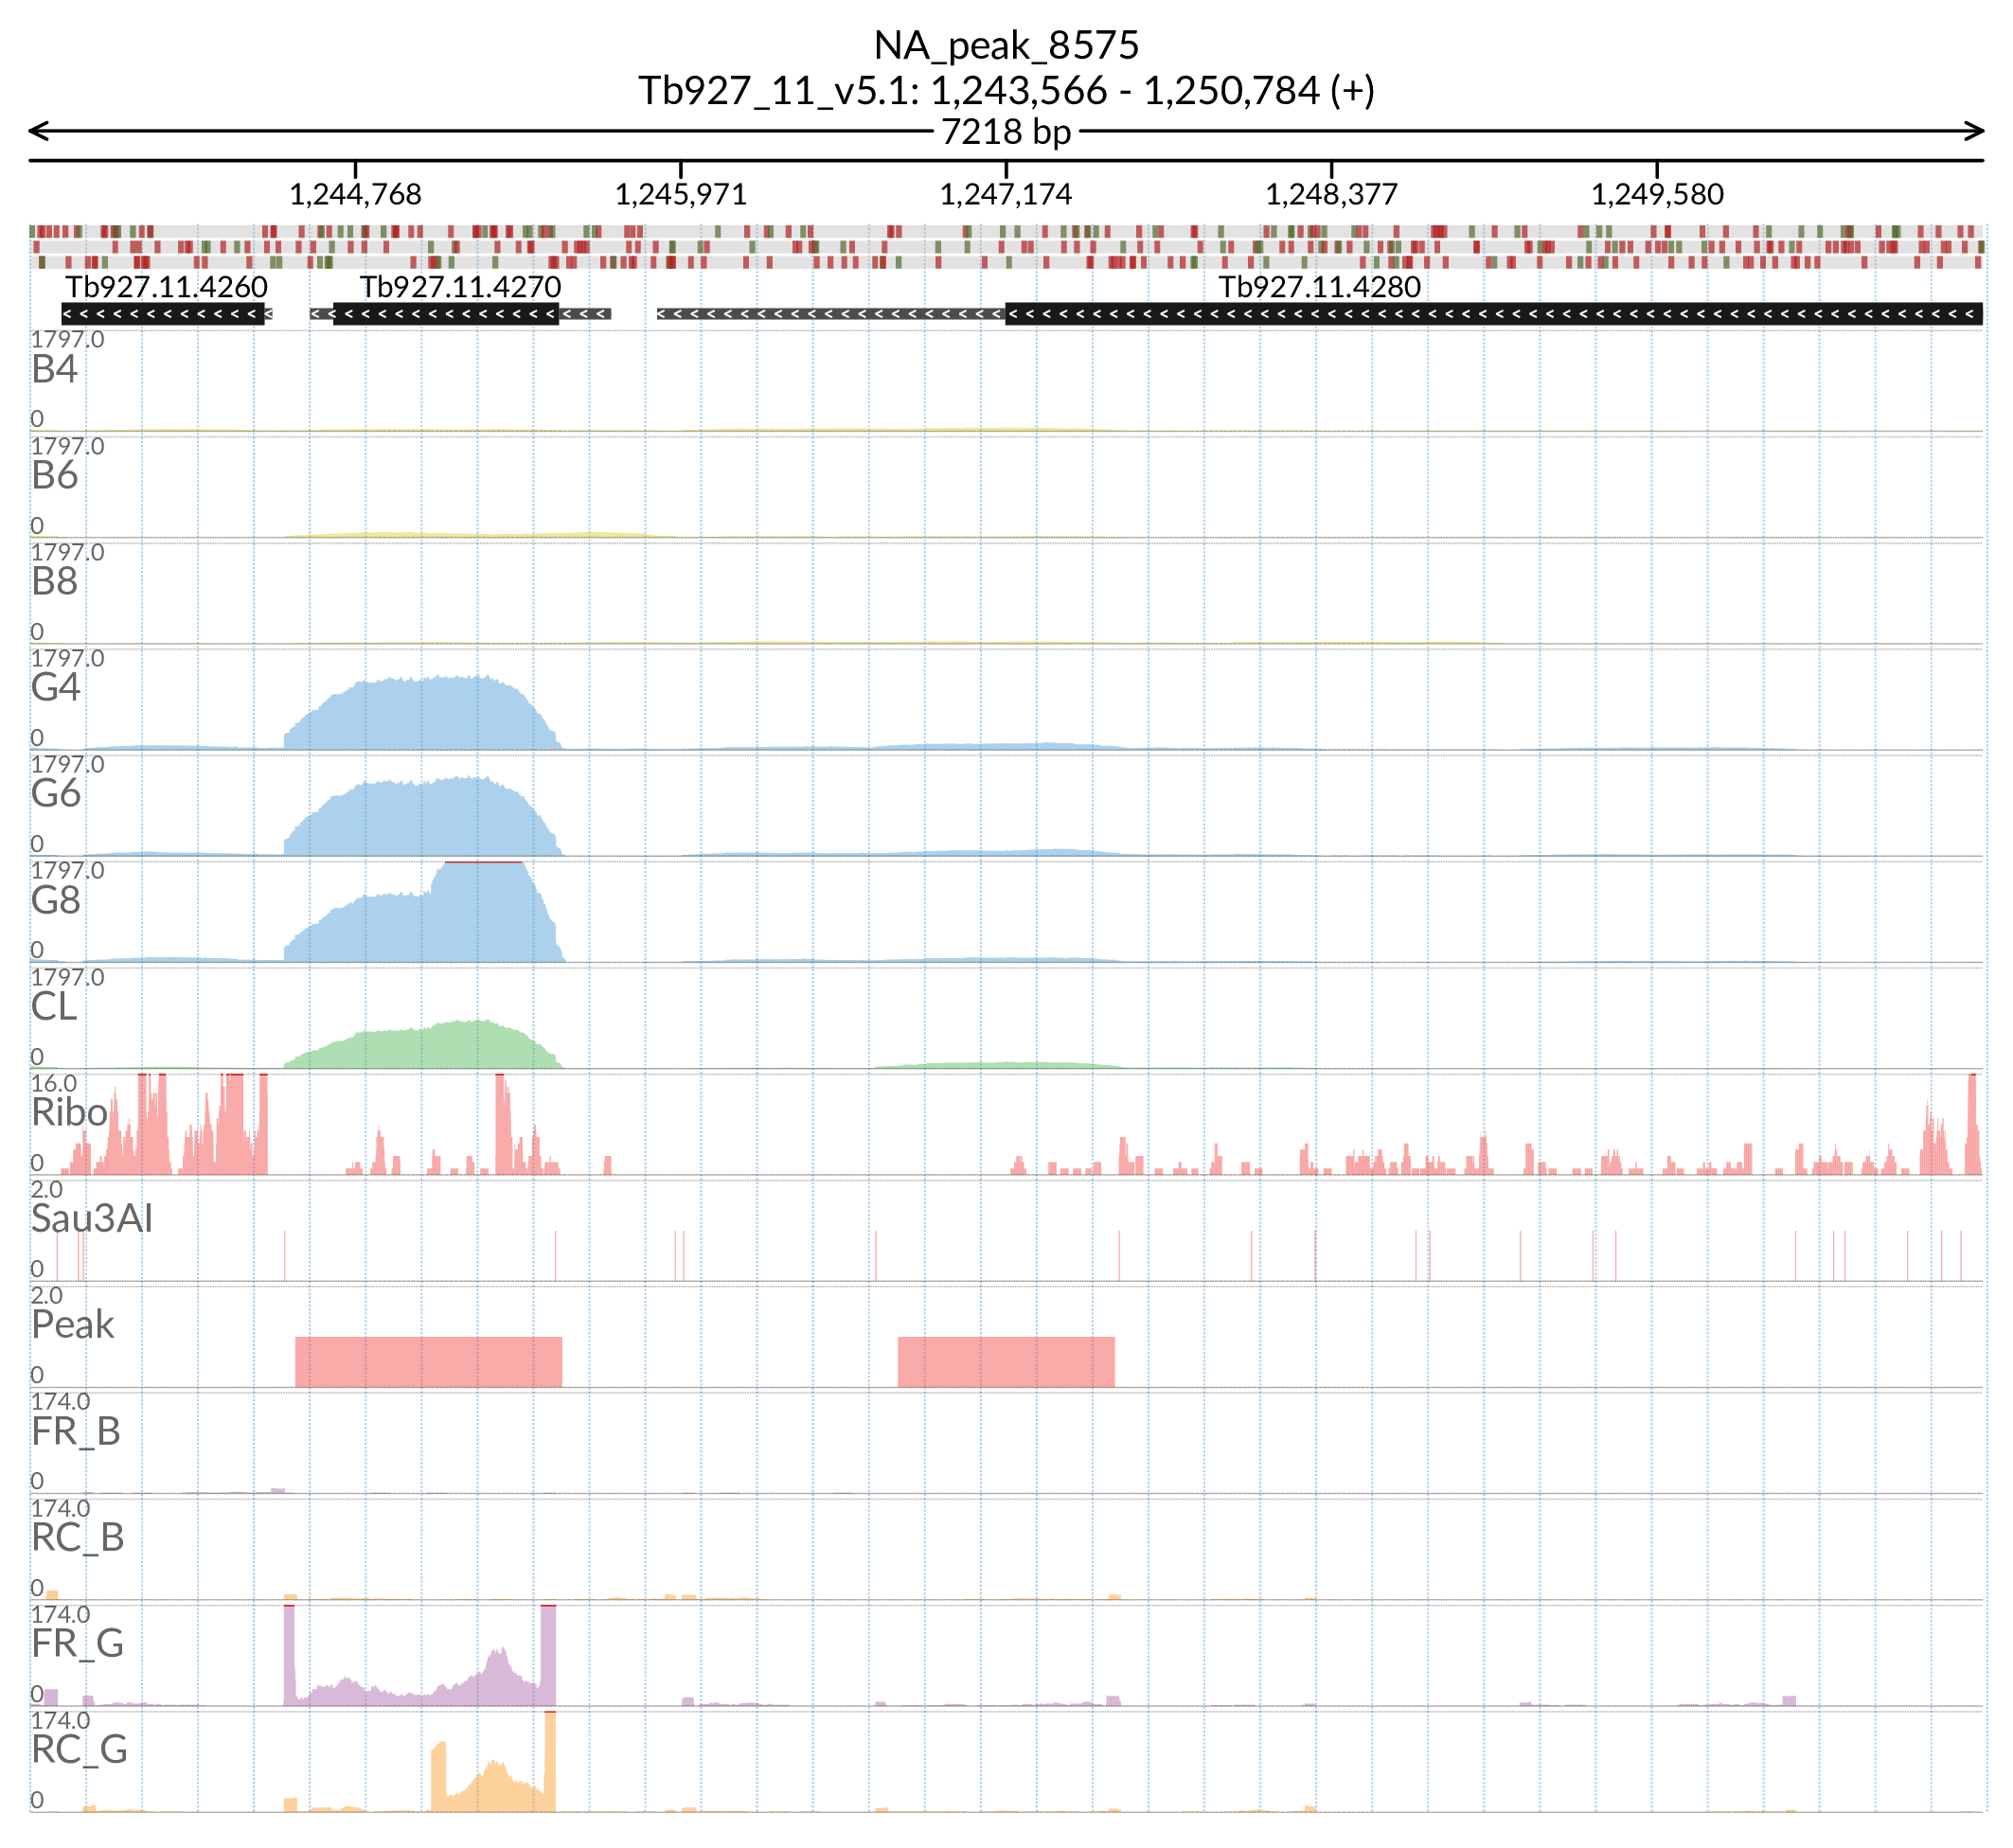 NA_peak_8575
Tb927_11_v5.1: 1,243,566 - 1,250,784 (+)
7218 bp
1,244,768 1,245,971 1,247,174 1,248,377 1,249,580
Tb927.11.4260 Tb927.11.4270 Tb927.11.4280
1797.0
B4
0
1797.0
B6
0
1797.0
B8
0
1797.0
G4
0
1797.0
G6
0
1797.0
G8
0
1797.0
CL
0
16.0
Ribo
0
2.0
Sau3AI
0
2.0
Peak
0
174.0
FR_B
0
174.0
RC_B
0
174.0
FR_G
0
174.0
RC_G
0